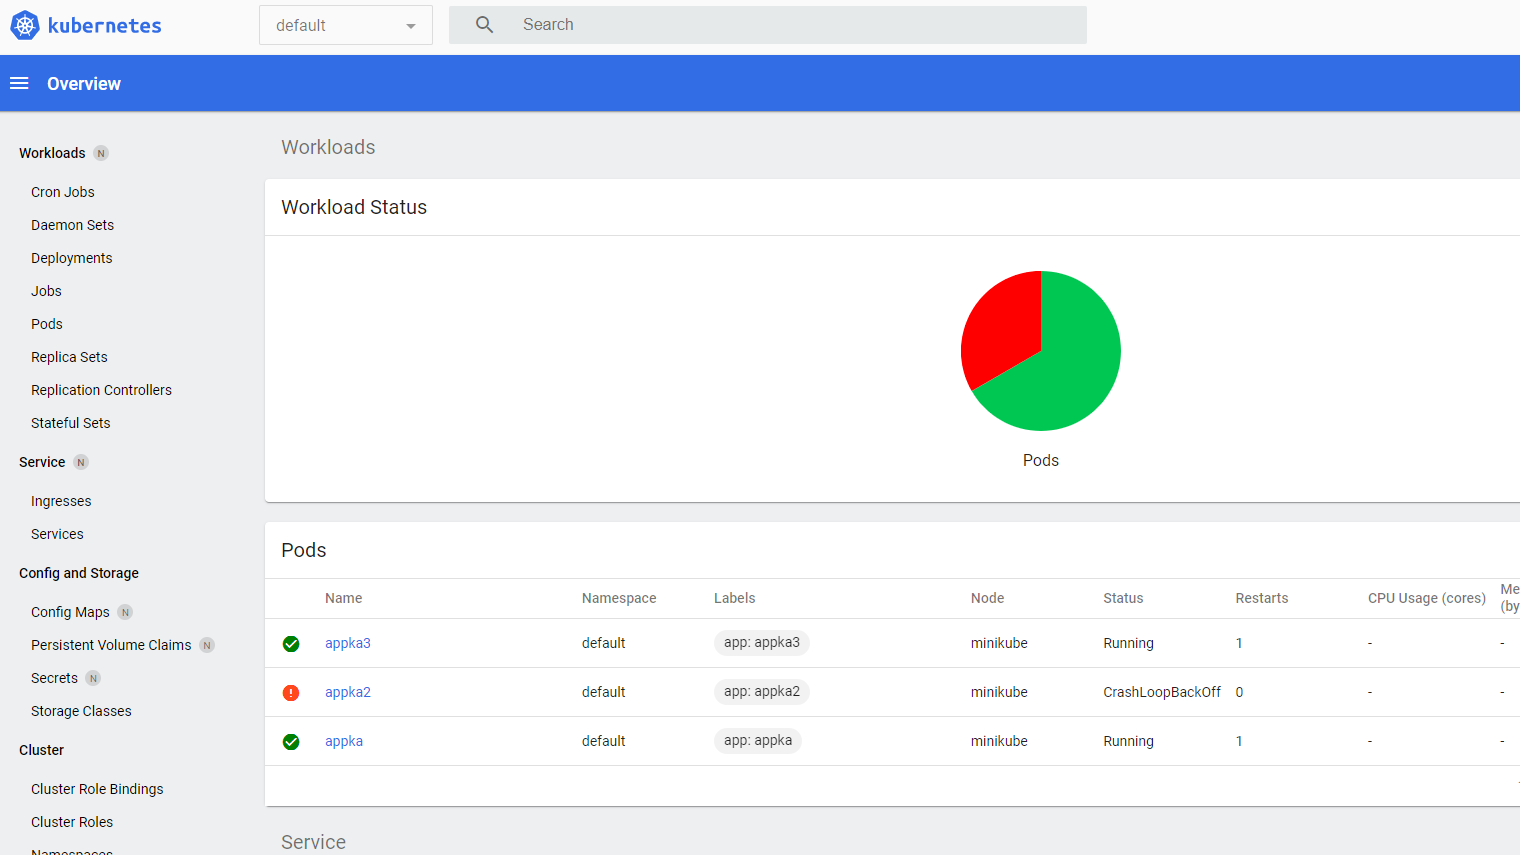 kubernetes
default
Search
Overview
Workloads N
Cron Jobs
Daemon Sets
Deployments
Jobs
Pods
Replica Sets
Replication Controllers
Stateful Sets
Service N
Ingresses
Services
Config and Storage
Config Maps N
Persistent Volume Claims N
Secrets N
Storage Classes
Cluster
Cluster Role Bindings
Cluster Roles
Namespaces
Workloads
Workload Status
Pods
Pods
Name Namespace Labels Node Status Restarts CPU Usage (cores) Me
(by
appka3 default app: appka3 minikube Running 1 - -
appka2 default app: appka2 minikube CrashLoopBackOff 0 - -
appka default app: appka minikube Running 1 - -
Service